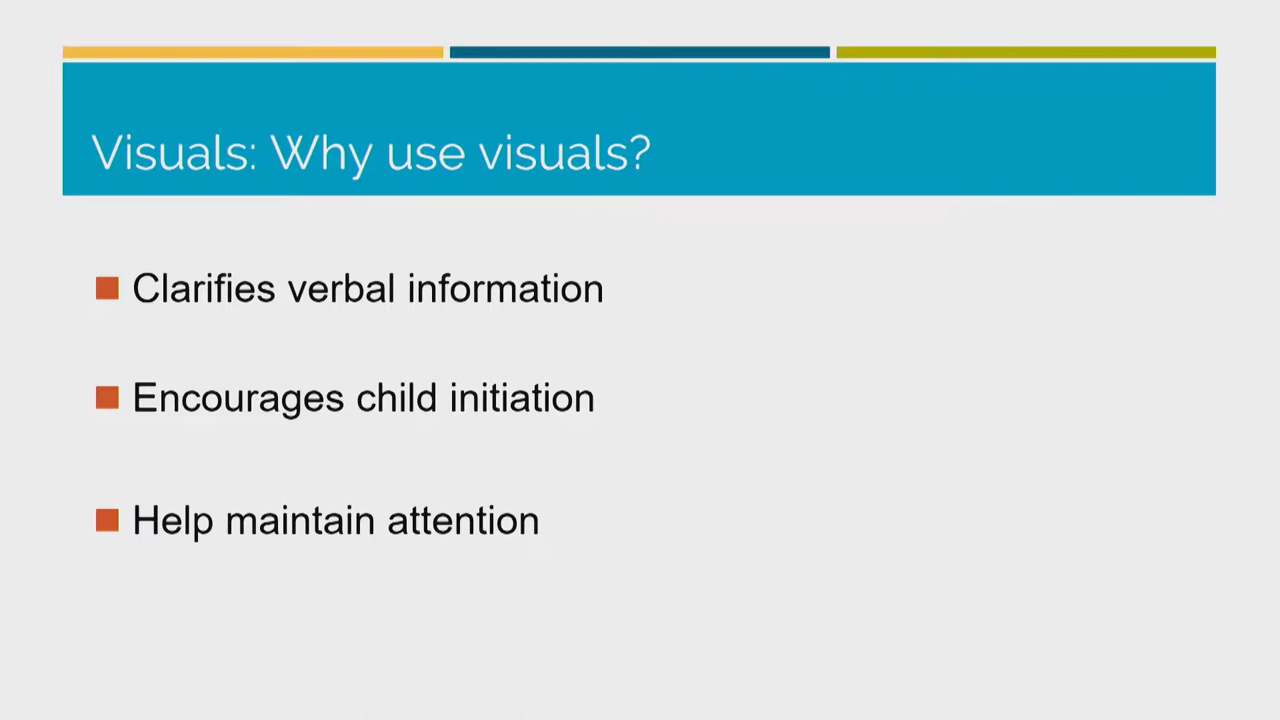 Visuals: Why use visuals?
Clarifies verbal information
Encourages child initiation
Help maintain attention